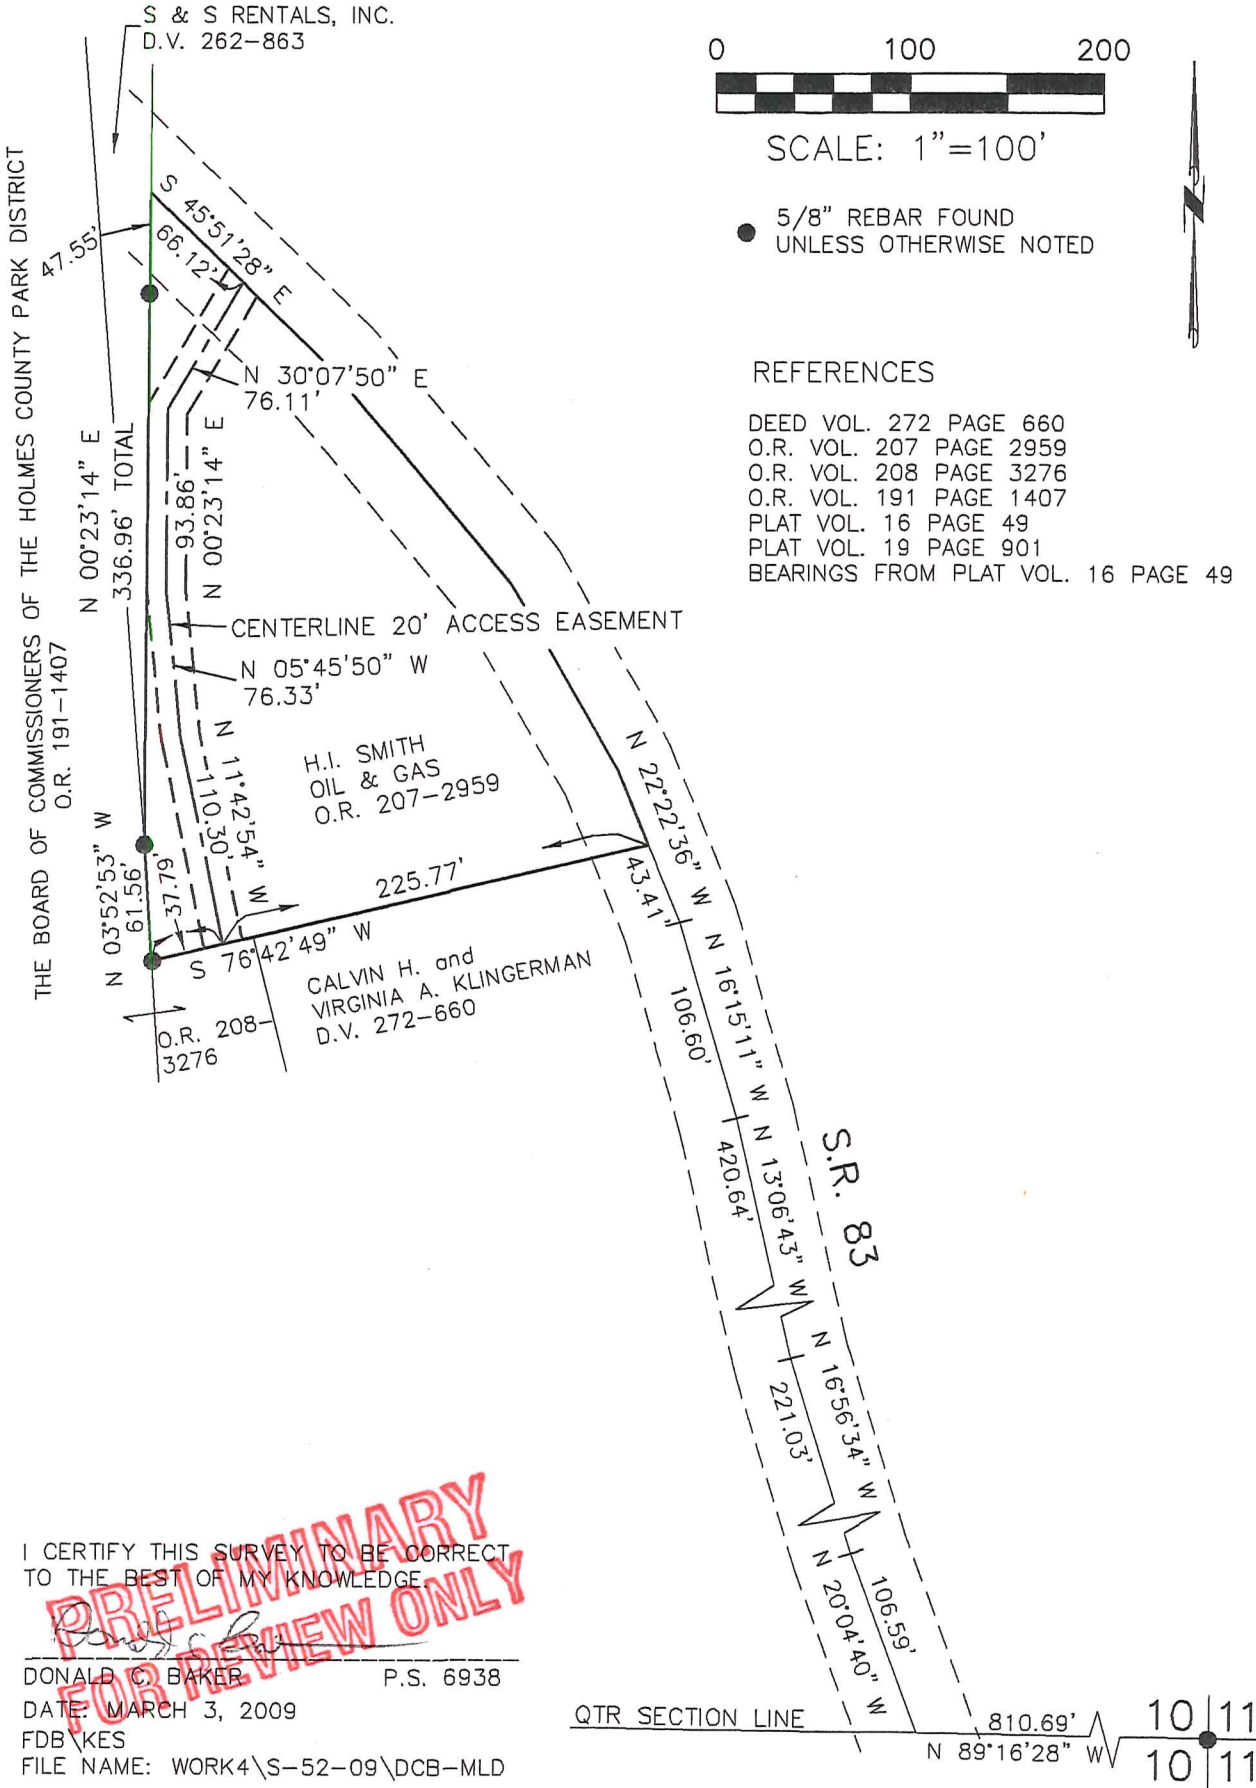 S & S RENTALS, INC.
D.V. 262-863
0 100 200
SCALE: 1"=100'
5/8" REBAR FOUND
UNLESS OTHERWISE NOTED
N
REFERENCES
DEED VOL. 272 PAGE 660
O.R. VOL. 207 PAGE 2959
O.R. VOL. 208 PAGE 3276
O.R. VOL. 191 PAGE 1407
PLAT VOL. 16 PAGE 49
PLAT VOL. 19 PAGE 901
BEARINGS FROM PLAT VOL. 16 PAGE 49
THE BOARD OF COMMISSIONERS OF THE HOLMES COUNTY PARK DISTRICT
O.R. 191-1407
47.55'
S 45°51'28" E
66.12'
N 30°07'50" E
76.11'
N 00°23'14" E
336.96' TOTAL
93.86'
N 00°23'14" E
CENTERLINE 20' ACCESS EASEMENT
N 05°45'50" W
76.33'
N 11°42'54" W
110.30'
H.I. SMITH
OIL & GAS
O.R. 207-2959
N 03°52'53" W
61.56'
37.79'
225.77'
S 76°42'49" W
CALVIN H. and
VIRGINIA A. KLINGERMAN
D.V. 272-660
O.R. 208-
3276
N 22°22'36" W
43.41'
N 16°15'11" W
106.60'
N 13°06'43" W
420.64'
S.R. 83
N 16°56'34" W
221.03'
N 20°04'40" W
106.59'
QTR SECTION LINE
810.69'
N 89°16'28" W
10 11
10 11
I CERTIFY THIS SURVEY TO BE CORRECT
TO THE BEST OF MY KNOWLEDGE.
PRELIMINARY
FOR REVIEW ONLY
DONALD C. BAKER P.S. 6938
DATE: MARCH 3, 2009
FDB\KES
FILE NAME: WORK4\S-52-09\DCB-MLD